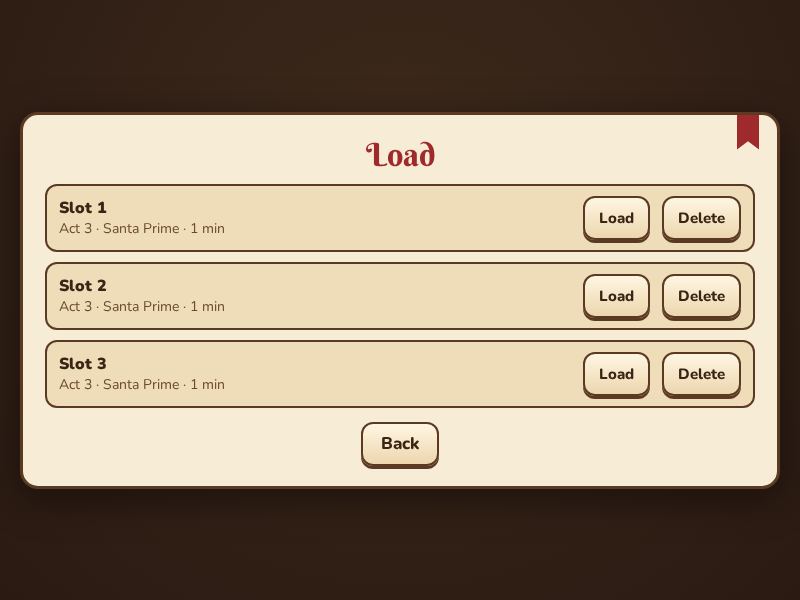 Load
Slot 1
Act 3 · Santa Prime · 1 min
Load
Delete
Slot 2
Act 3 · Santa Prime · 1 min
Load
Delete
Slot 3
Act 3 · Santa Prime · 1 min
Load
Delete
Back